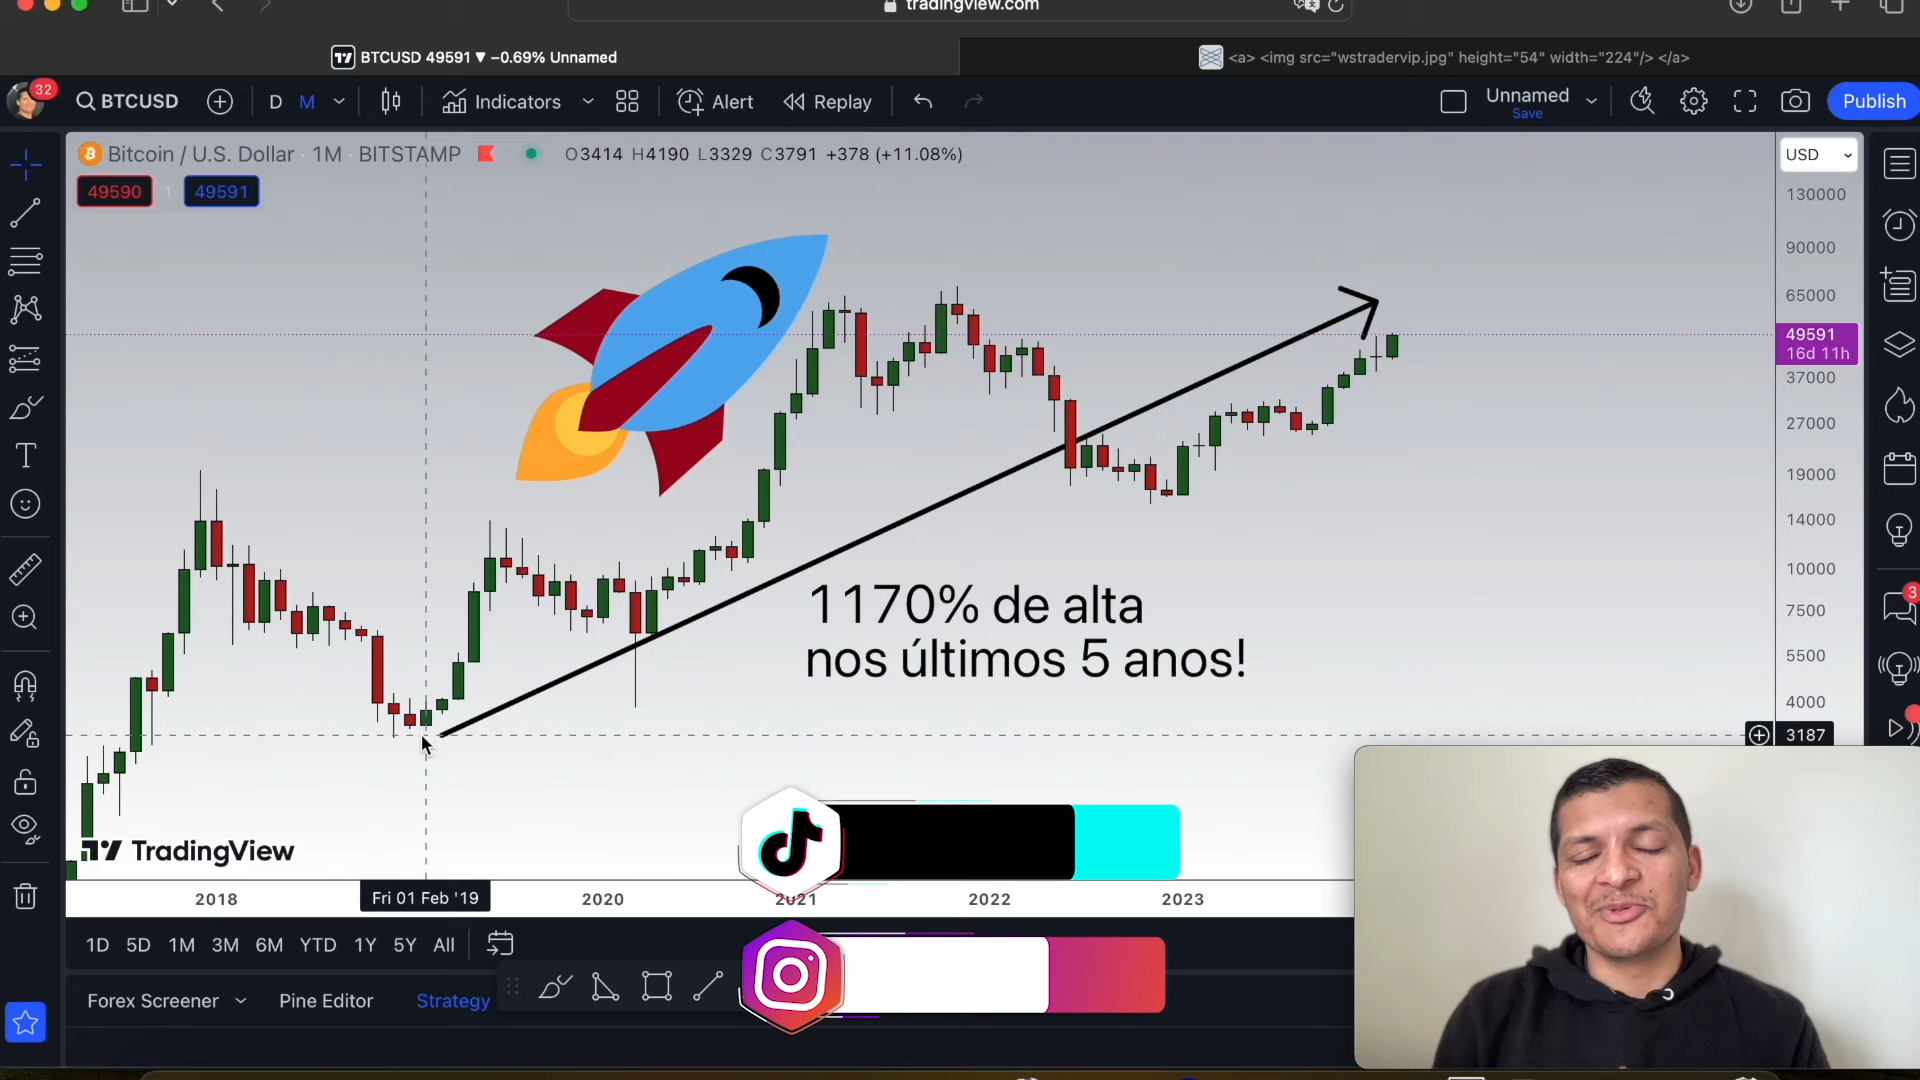 tradingview.com
BTCUSD 49591 ▼ −0.69% Unnamed
<a> <img src="wstradervip.jpg" height="54" width="224"/> </a>
32
BTCUSD
D M
Indicators
Alert
Replay
Unnamed
Save
Publish
Bitcoin / U.S. Dollar · 1M · BITSTAMP O3414 H4190 L3329 C3791 +378 (+11.08%)
USD
49590 1 49591
130000
90000
65000
49591
16d 11h
37000
27000
19000
14000
10000
7500
5500
4000
3187
3
1170% de alta
nos últimos 5 anos!
TradingView
2018 Fri 01 Feb '19 2020 2021 2022 2023
1D 5D 1M 3M 6M YTD 1Y 5Y All
Forex Screener Pine Editor Strategy